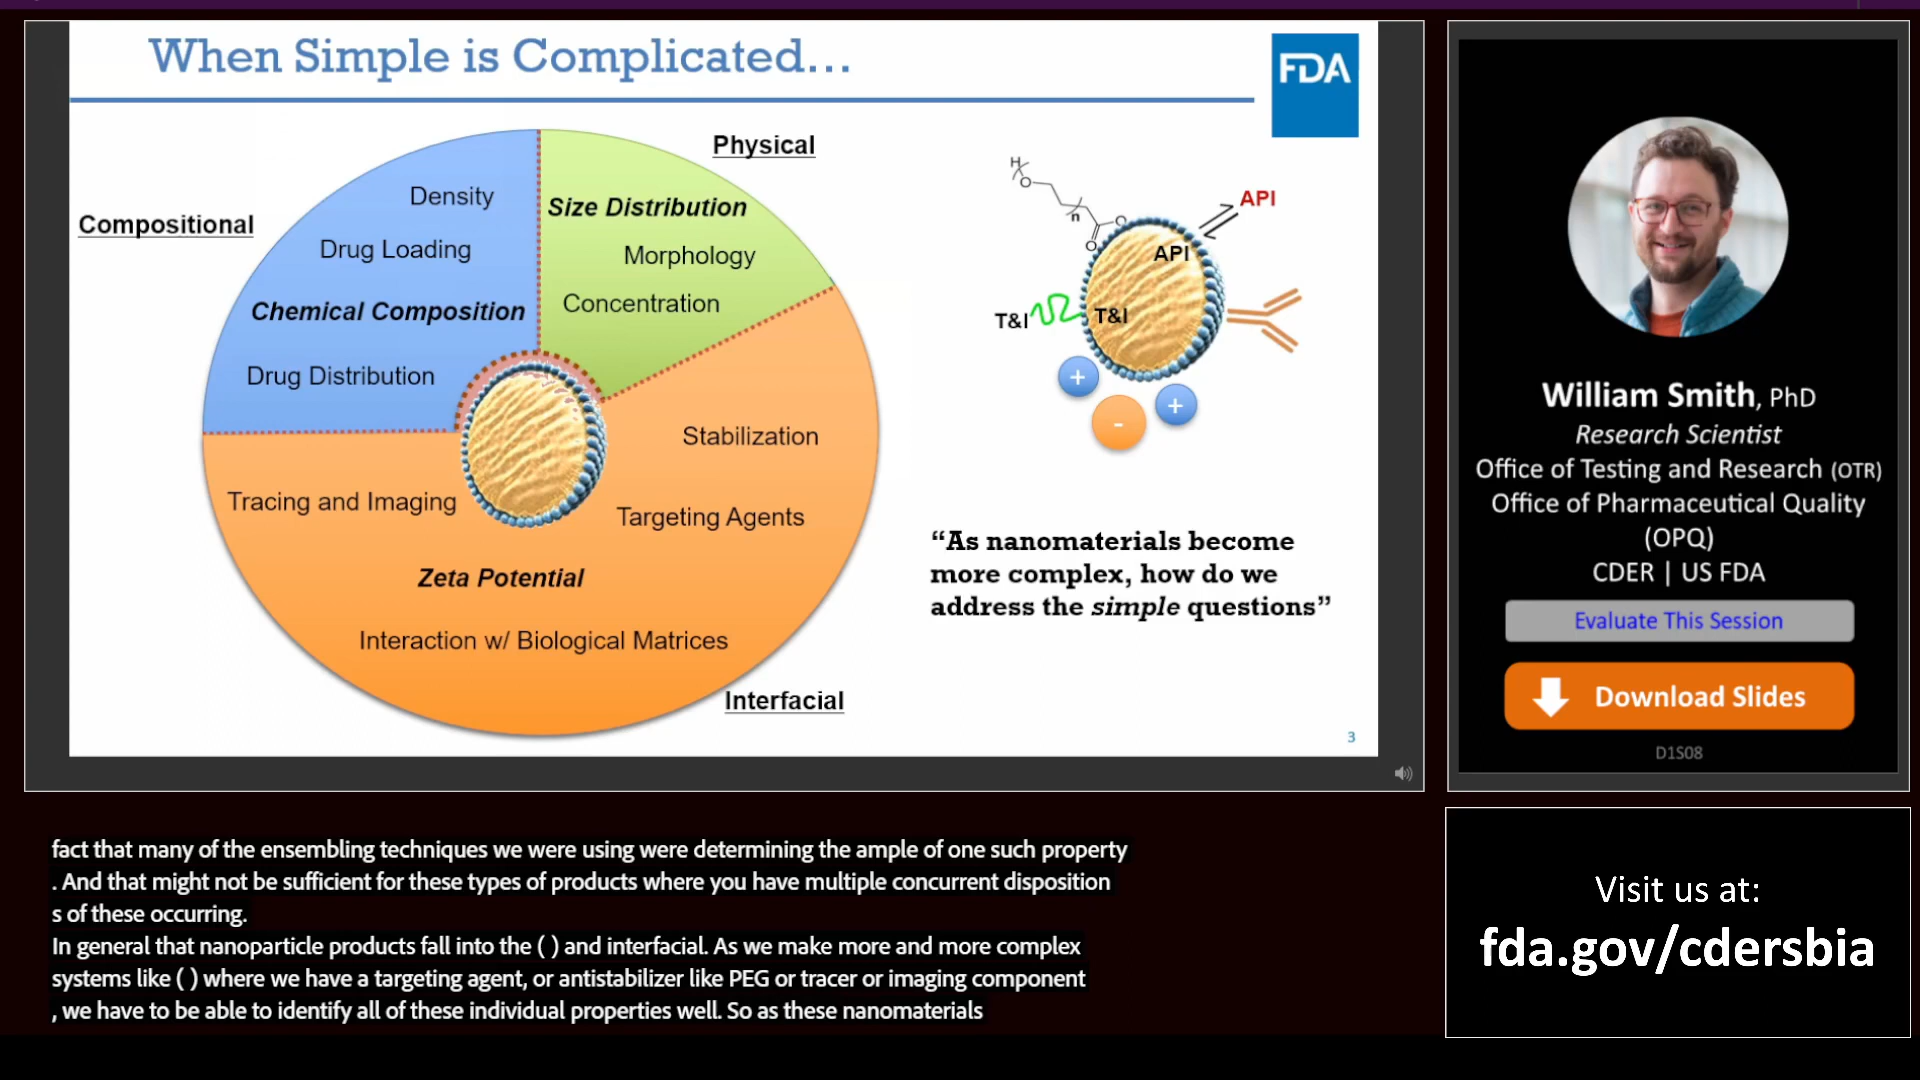 When Simple is Complicated...
FDA
Physical
Compositional
Density
Size Distribution
Drug Loading
Morphology
Chemical Composition
Concentration
Drug Distribution
Stabilization
Tracing and Imaging
Targeting Agents
Zeta Potential
Interaction w/ Biological Matrices
Interfacial
H
O
n
O
O
API
API
T&I
T&I
+
+
-
“As nanomaterials become
more complex, how do we
address the simple questions”
3
William Smith, PhD
Research Scientist
Office of Testing and Research (OTR)
Office of Pharmaceutical Quality
(OPQ)
CDER | US FDA
Evaluate This Session
Download Slides
D1S08
fact that many of the ensembling techniques we were using were determining the ample of one such property
. And that might not be sufficient for these types of products where you have multiple concurrent disposition
s of these occurring.
In general that nanoparticle products fall into the ( ) and interfacial. As we make more and more complex
systems like ( ) where we have a targeting agent, or antistabilizer like PEG or tracer or imaging component
, we have to be able to identify all of these individual properties well. So as these nanomaterials
Visit us at:
fda.gov/cdersbia